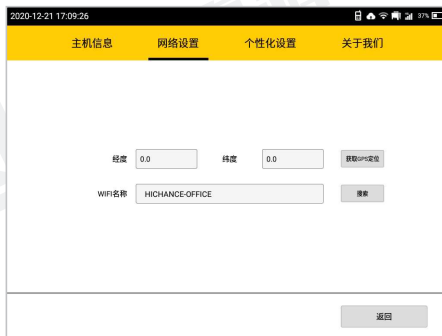 2020-12-21 17:09:26 37%
主机信息 网络设置 个性化设置 关于我们
经度 0.0 纬度 0.0 获取GPS定位
WIFI名称 HICHANCE-OFFICE 搜索
返回